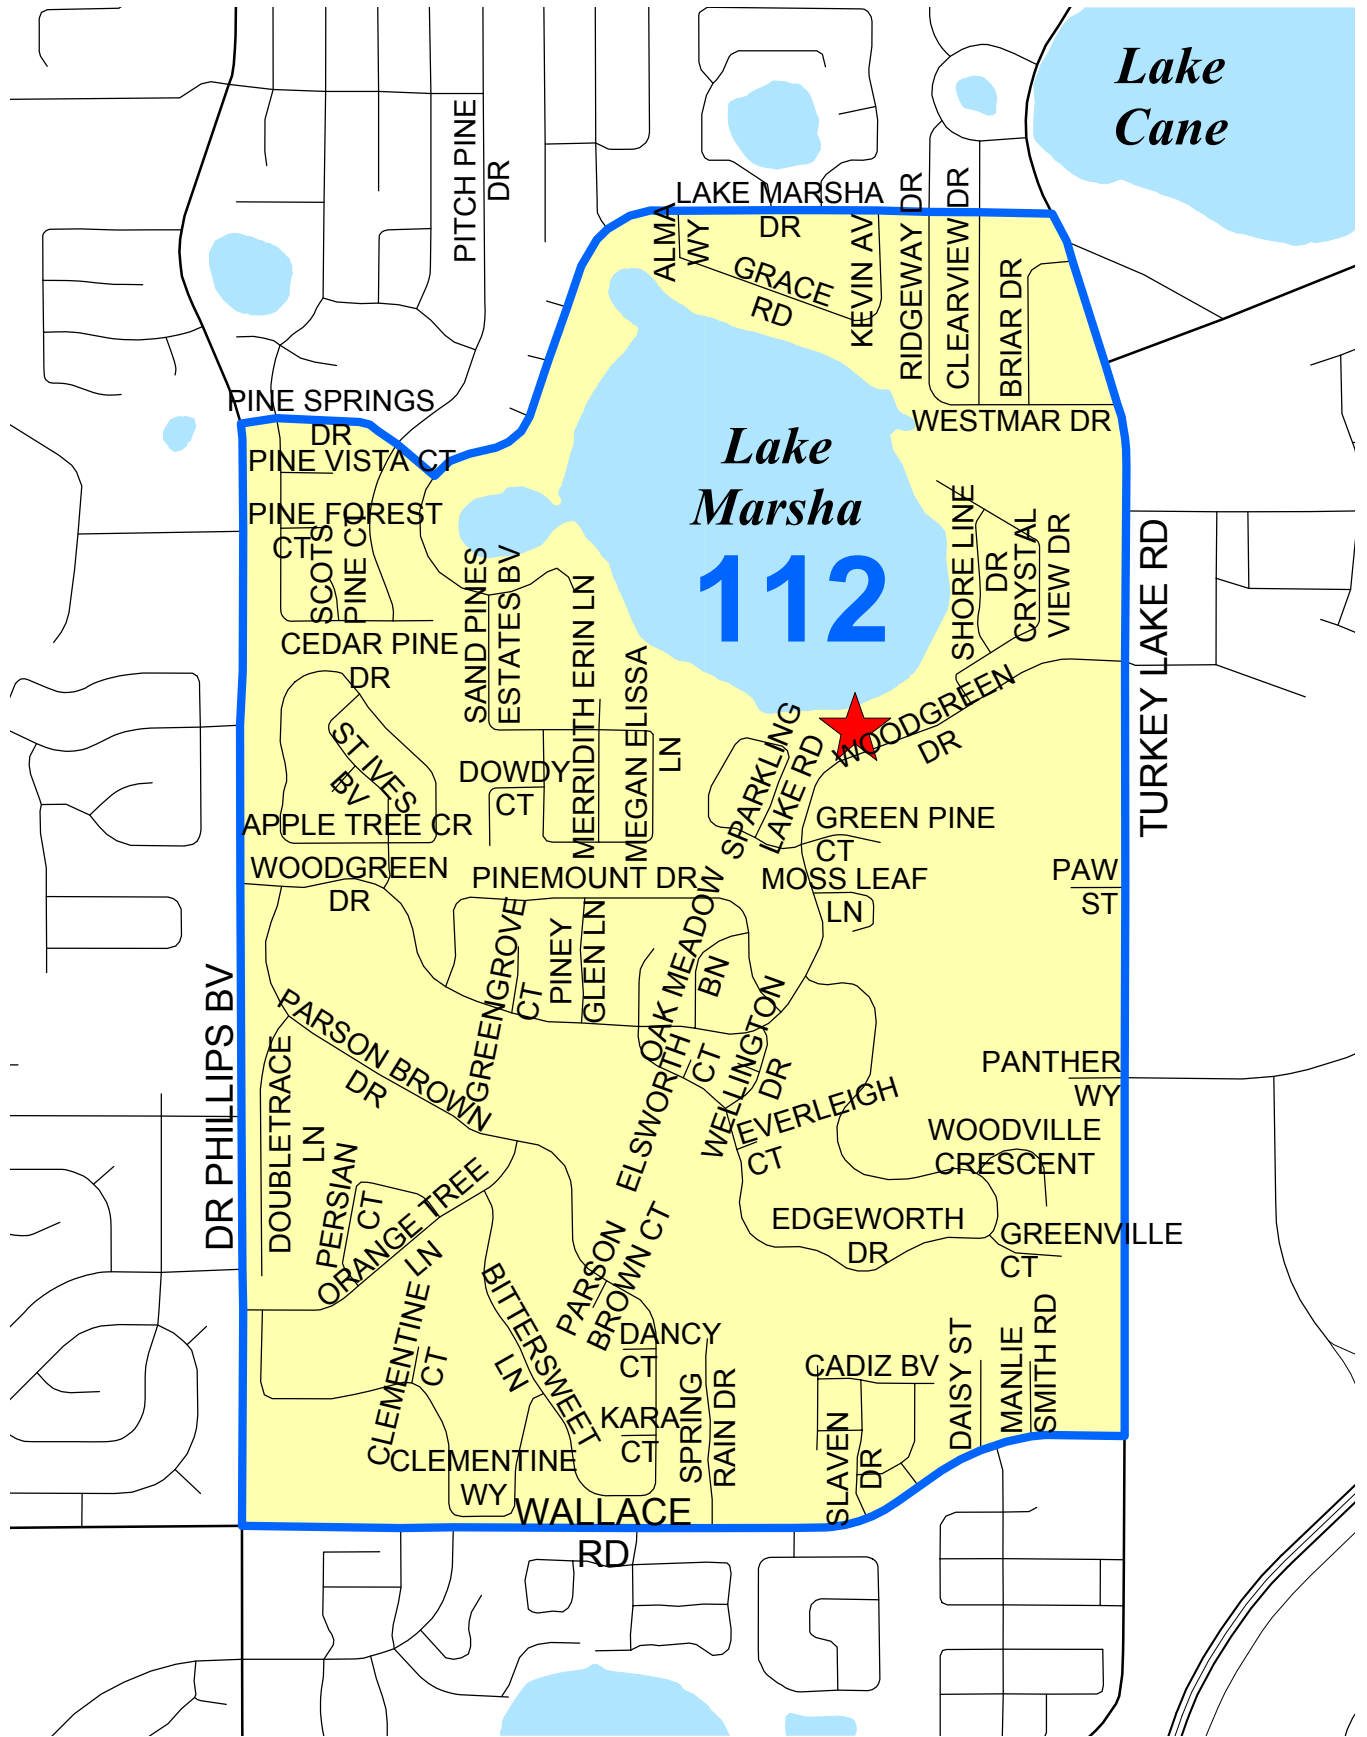 Lake
Cane
PITCH PINE
DR
LAKE MARSHA
DR
ALMA
WY
GRACE
RD
KEVIN AV
RIDGEWAY DR
CLEARVIEW DR
BRIAR DR
WESTMAR DR
PINE SPRINGS
DR
PINE VISTA CT
PINE FOREST
CT
SCOTS
PINE CT
Lake
Marsha
112
SHORE LINE
DR
CRYSTAL
VIEW DR
TURKEY LAKE RD
CEDAR PINE
DR
SAND PINES
ESTATES BV
MERRIDITH ERIN LN
MEGAN ELISSA
LN
ST IVES
BV
DOWDY
CT
SPARKLING
LAKE RD
WOODGREEN
DR
APPLE TREE CR
GREEN PINE
CT
WOODGREEN
DR
PINEMOUNT DR
MOSS LEAF
LN
PAW
ST
GREENGROVE
CT
PINEY
GLEN LN
OAK MEADOW
BN
DR PHILLIPS BV
PARSON BROWN
DR
DOUBLETRACE
LN
ELSWORTH
CT
WELLINGTON
DR
PANTHER
WY
EVERLEIGH
CT
WOODVILLE
CRESCENT
PERSIAN
CT
ORANGE TREE
LN
EDGEWORTH
DR
GREENVILLE
CT
PARSON
BROWN CT
CLEMENTINE
CT
BITTERSWEET
LN
DANCY
CT
SPRING
RAIN DR
CADIZ BV
DAISY ST
MANLIE
SMITH RD
KARA
CT
SLAVEN
DR
CLEMENTINE
WY
WALLACE
RD